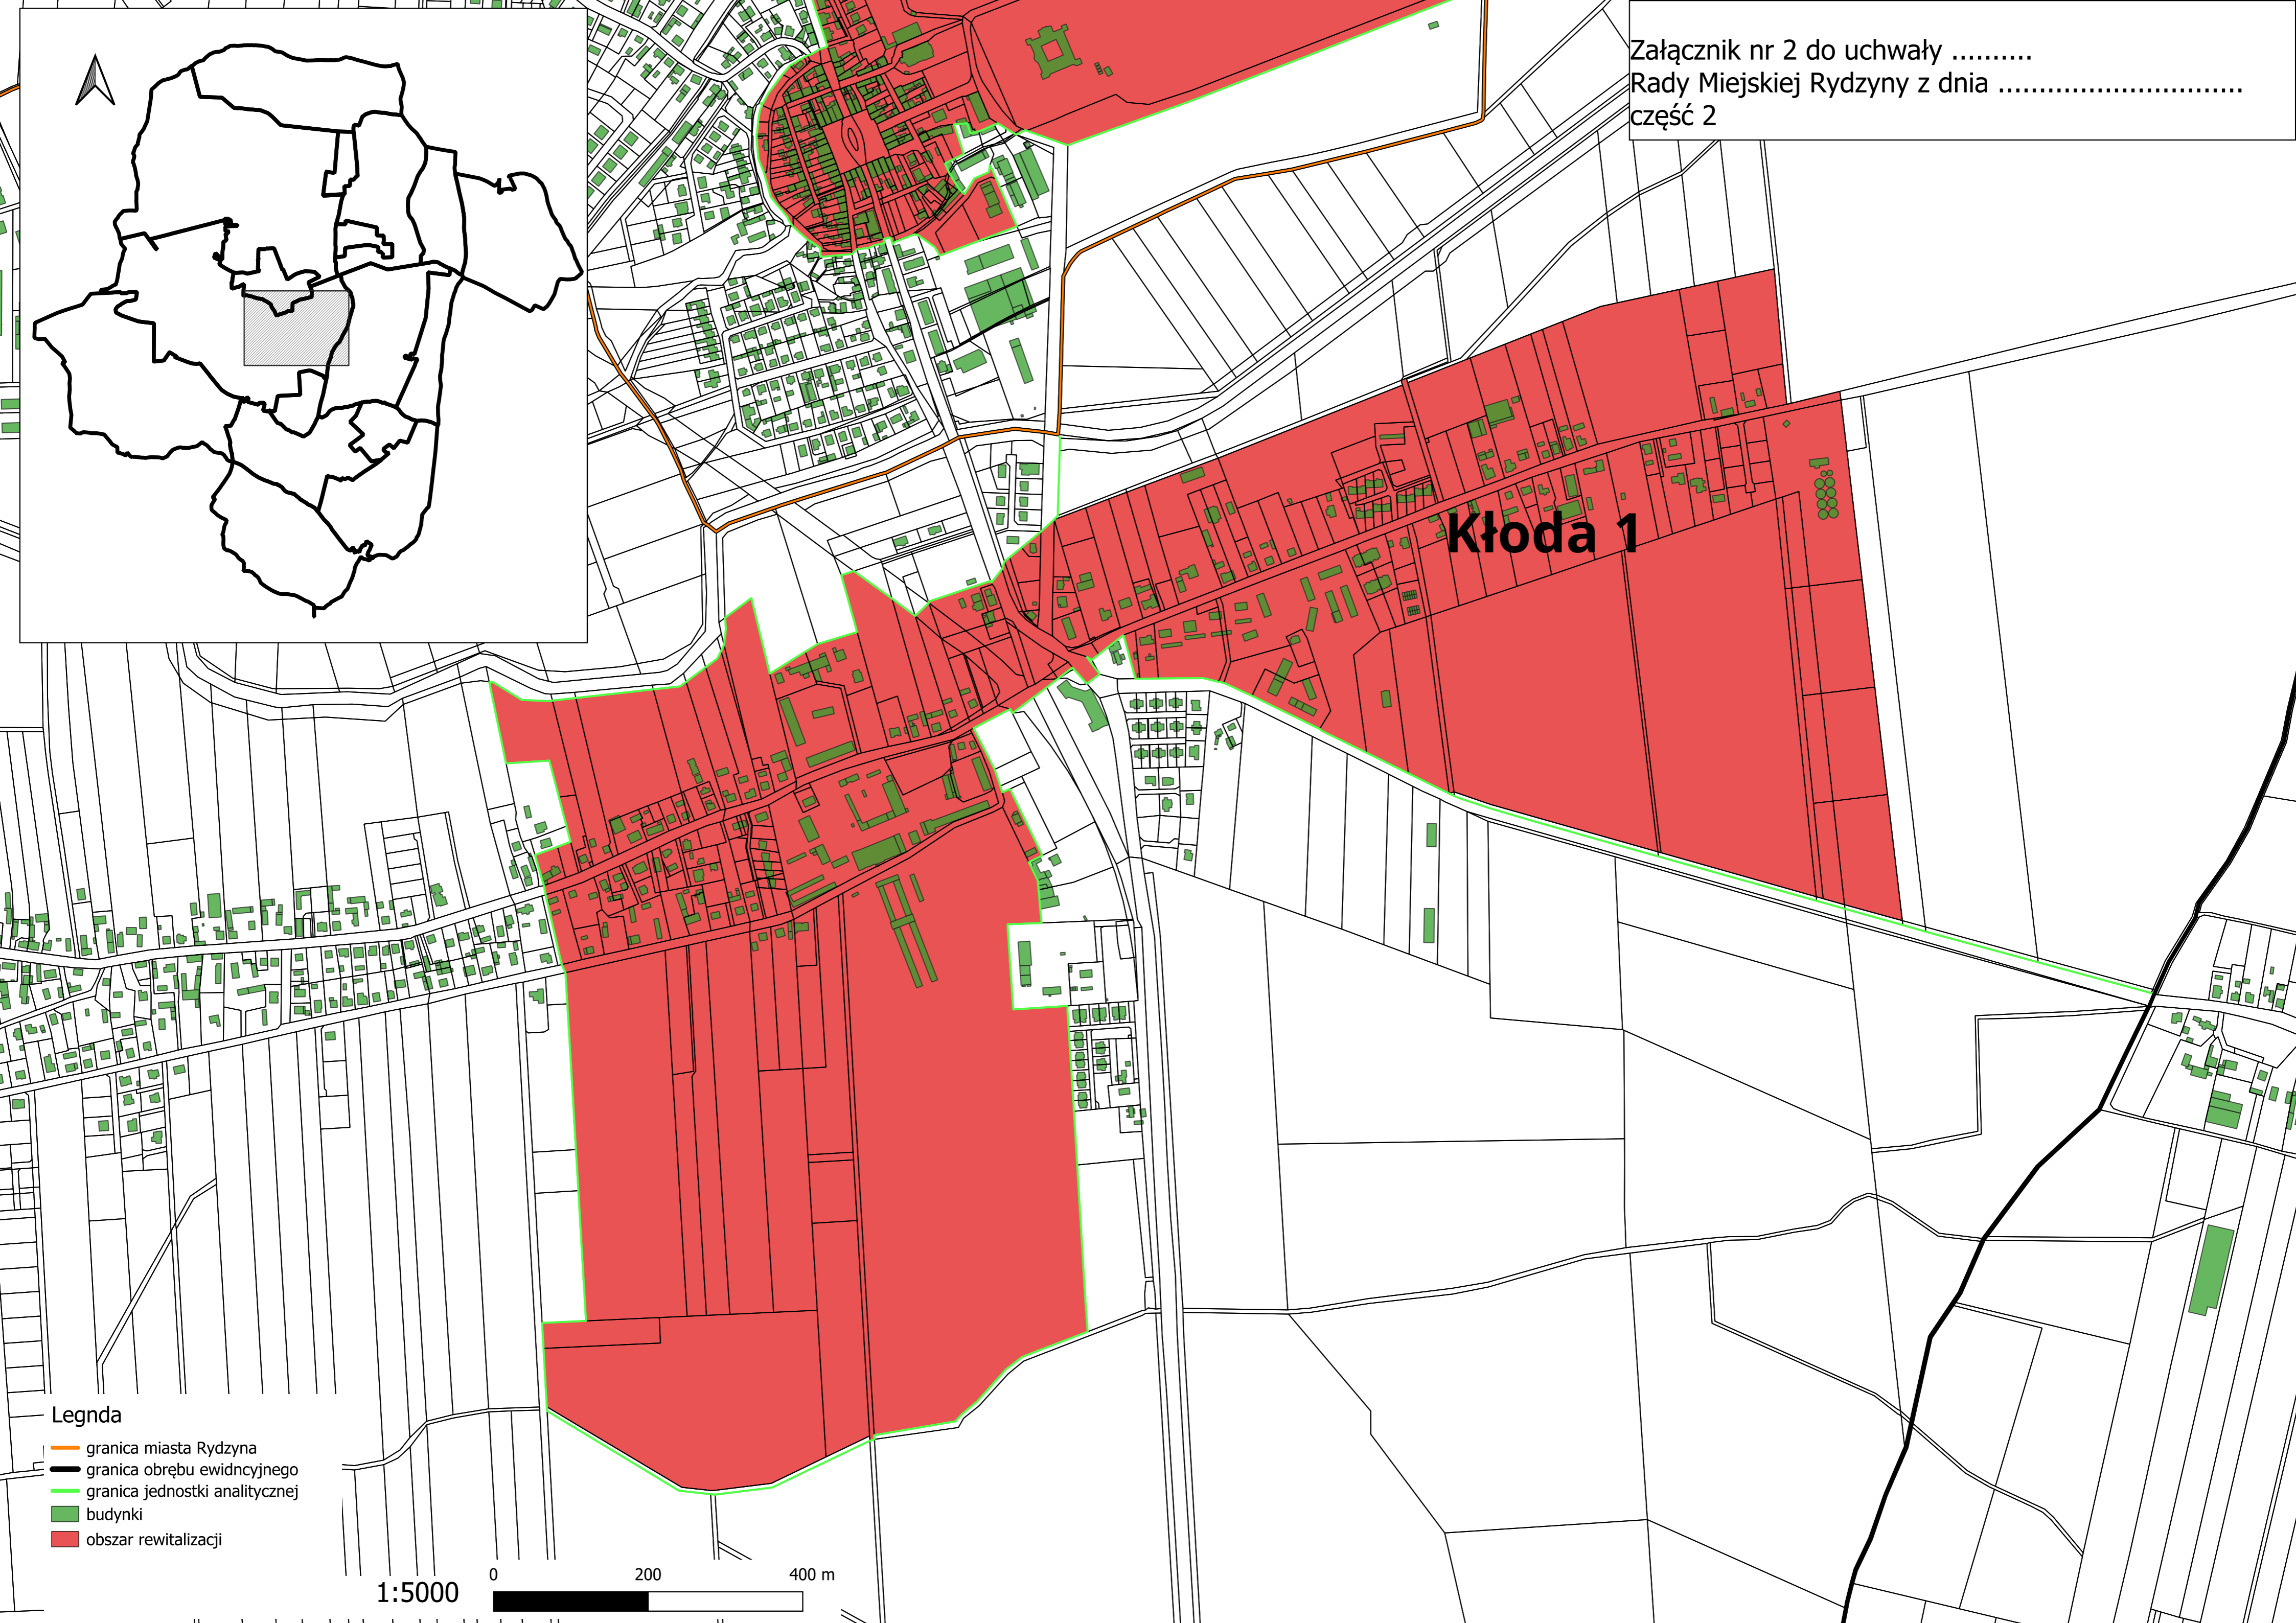 Załącznik nr 2 do uchwały ..........
Rady Miejskiej Rydzyny z dnia ..............................
część 2
Kłoda 1
Legnda
granica miasta Rydzyna
granica obrębu ewidncyjnego
granica jednostki analitycznej
budynki
obszar rewitalizacji
1:5000
0 200 400 m